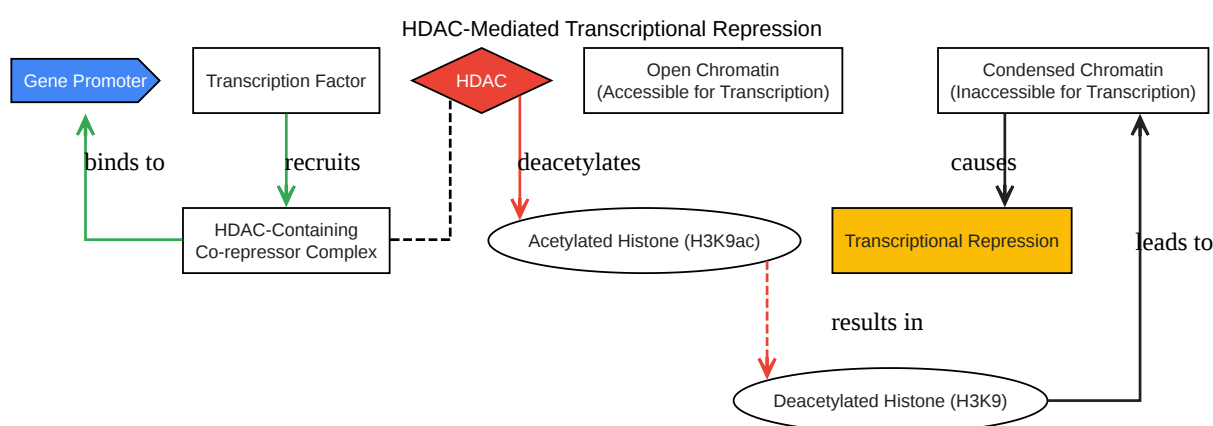 HDAC-Mediated Transcriptional Repression
Gene Promoter
Transcription Factor
HDAC
Open Chromatin
(Accessible for Transcription)
Condensed Chromatin
(Inaccessible for Transcription)
binds to
recruits
deacetylates
causes
HDAC-Containing
Co-repressor Complex
Acetylated Histone (H3K9ac)
Transcriptional Repression
leads to
results in
Deacetylated Histone (H3K9)